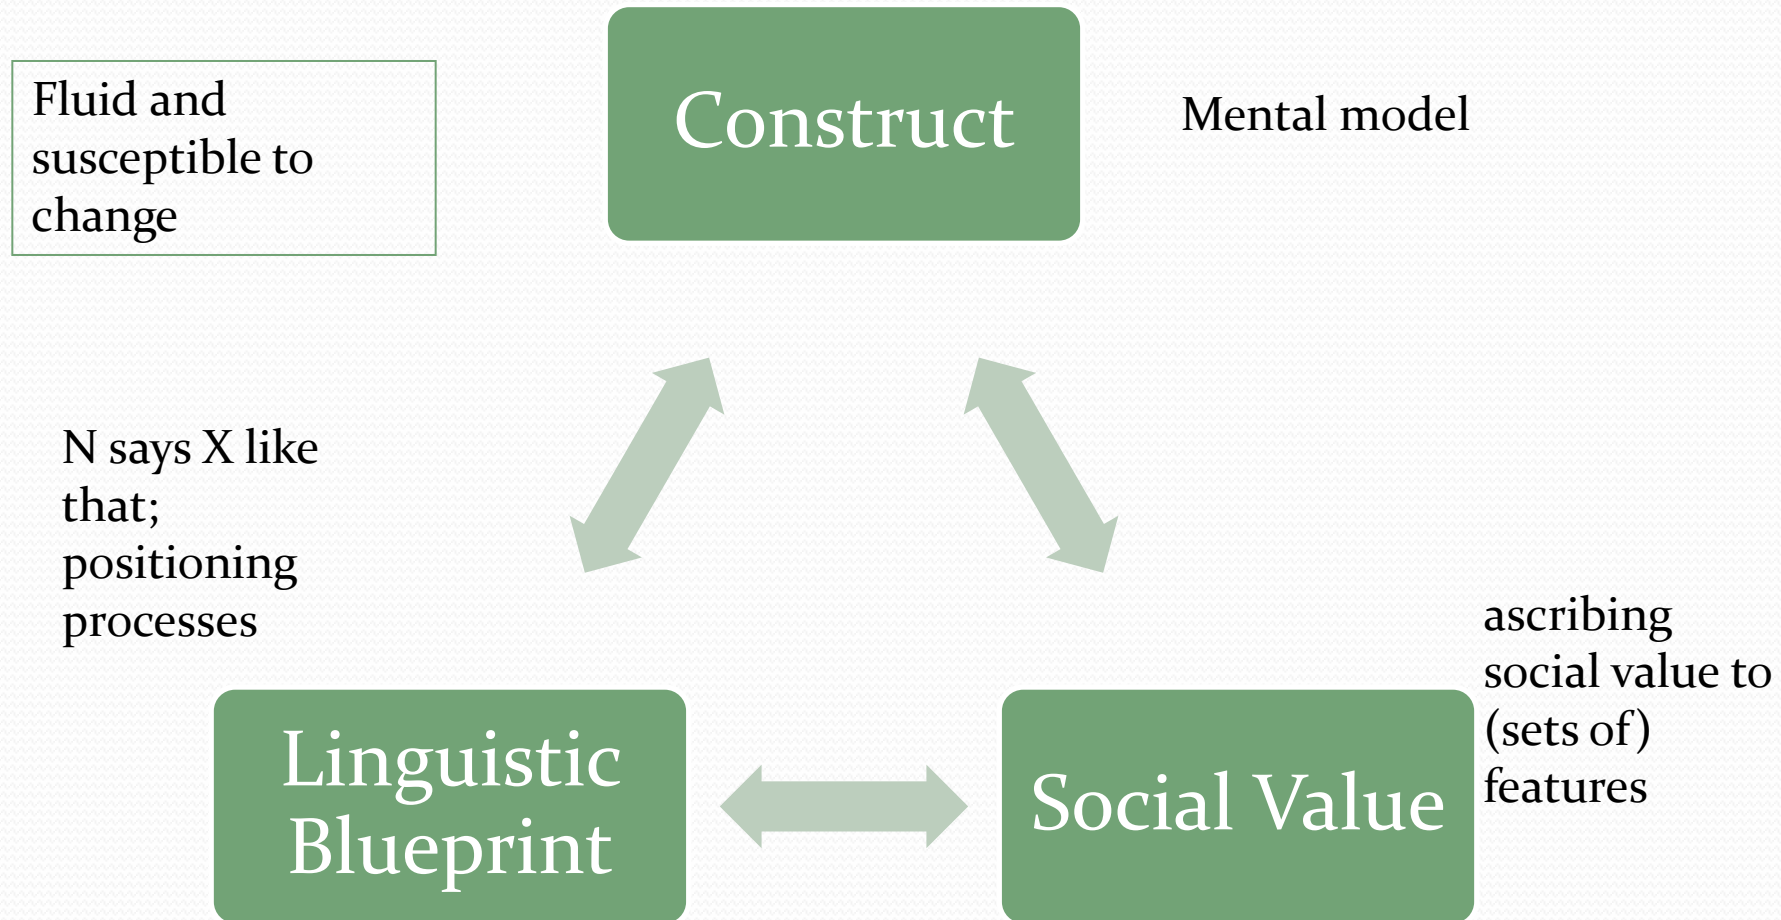 Fluid and
susceptible to
change
Construct
Mental model
N says X like
that;
positioning
processes
ascribing
social value to
(sets of)
features
Linguistic
Blueprint
Social Value